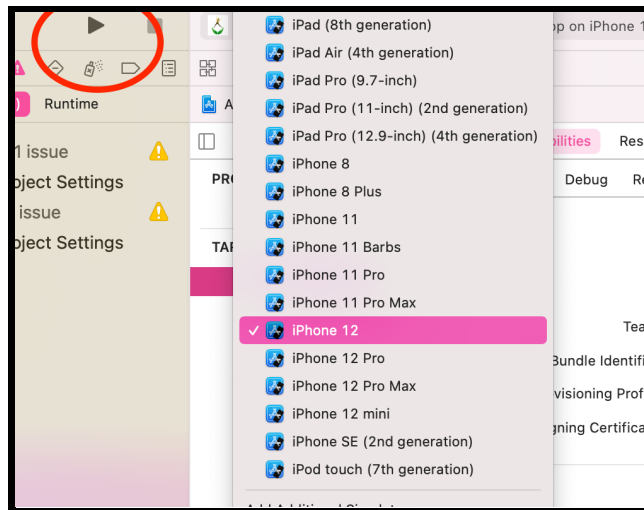 iPad (8th generation)
pp on iPhone 1
iPad Air (4th generation)
iPad Pro (9.7-inch)
Runtime
A
iPad Pro (11-inch) (2nd generation)
iPad Pro (12.9-inch) (4th generation)
bilities Res
1 issue
iPhone 8
oject Settings
PRO
iPhone 8 Plus
Debug Re
issue
iPhone 11
oject Settings
TAR
iPhone 11 Barbs
iPhone 11 Pro
iPhone 11 Pro Max
iPhone 12
Tea
iPhone 12 Pro
Bundle Identifi
iPhone 12 Pro Max
visioning Prof
iPhone 12 mini
gning Certifica
iPhone SE (2nd generation)
iPod touch (7th generation)